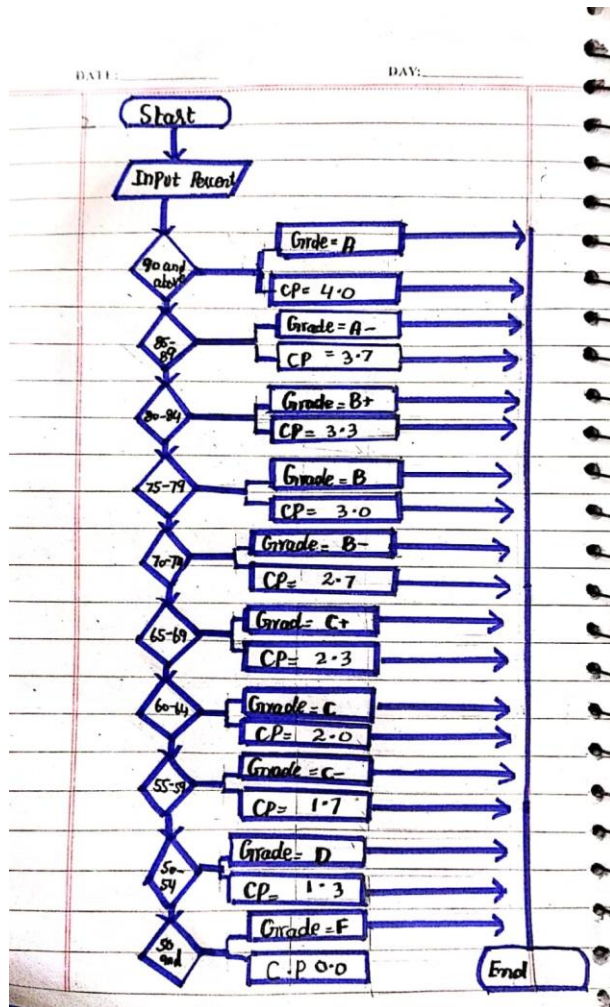 DATE:
DAY:
Start
Input Percent
Grde = A
90 and above
CP= 4.0
Grade = A-
85-89
CP = 3.7
Grade = B+
80-84
CP= 3.3
Grade = B
75-79
CP= 3.0
Grade= B-
70-74
CP= 2.7
Grad= C+
65-69
CP= 2.3
Grade = C
60-64
CP= 2.0
Grade = C-
55-59
CP= 1.7
Grade= D
50-54
CP= 1.3
Grade = F
50 and
C.P 0.0
End